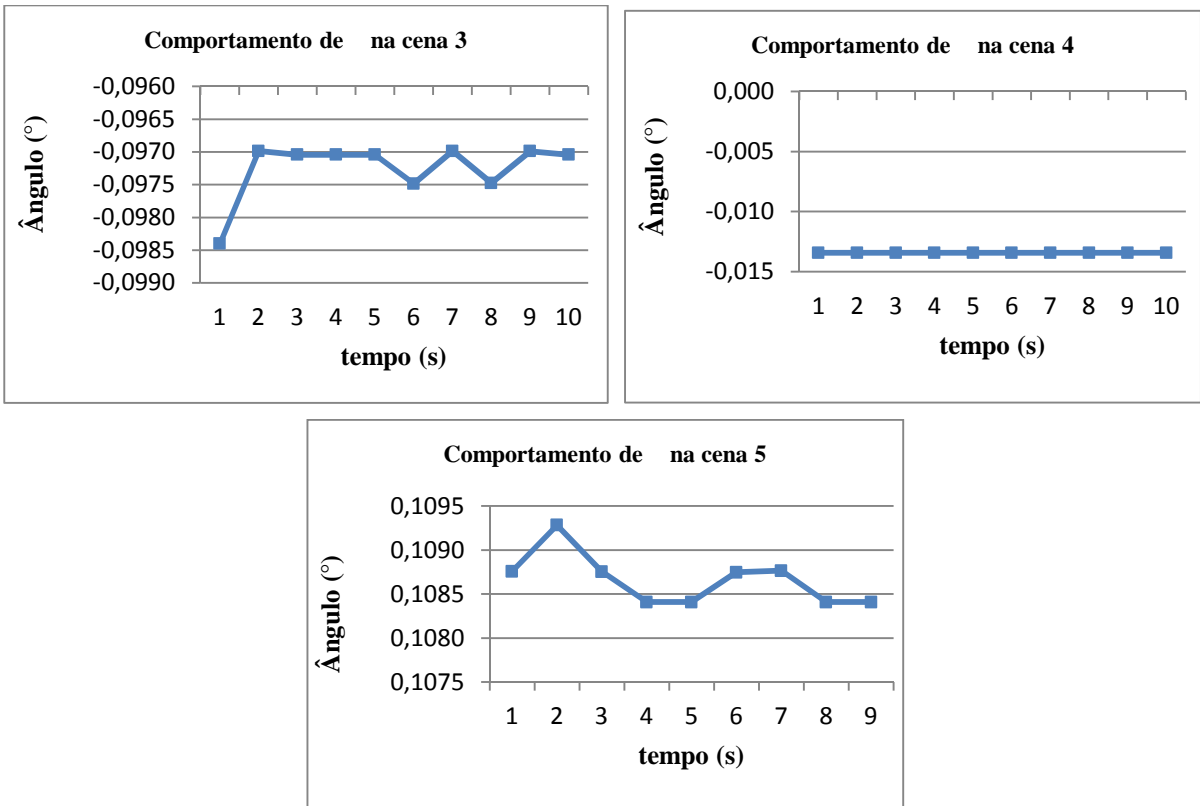 Comportamento de na cena 3
-0,0960
-0,0965
-0,0970
-0,0975
-0,0980
-0,0985
-0,0990
Ângulo (°)
1 2 3 4 5 6 7 8 9 10
tempo (s)
Comportamento de na cena 4
0,000
-0,005
-0,010
-0,015
Ângulo (°)
1 2 3 4 5 6 7 8 9 10
tempo (s)
Comportamento de na cena 5
0,1095
0,1090
0,1085
0,1080
0,1075
Ângulo (°)
1 2 3 4 5 6 7 8 9
tempo (s)